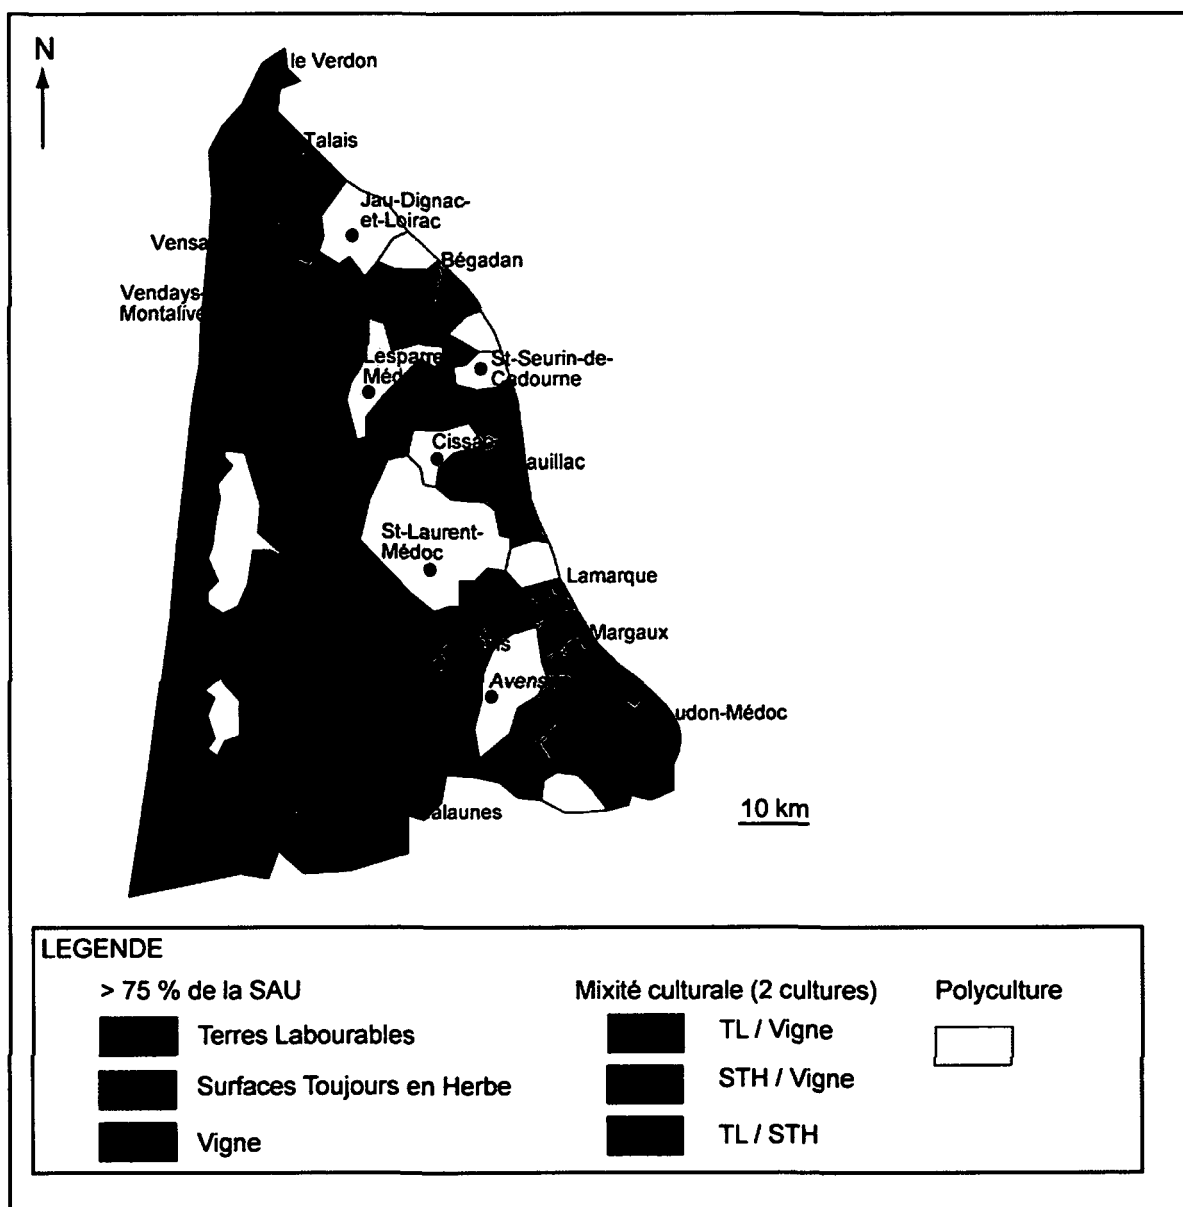 N
le Verdon
Talais
Jau-Dignac-
et-Loirac
Vensa
Bégadan
Vendays-
Montalive
Lesparre
Méd
St-Seurin-de-
Cadourne
Cissac
auillac
St-Laurent-
Médoc
Lamarque
Margaux
Avens
udon-Médoc
alaunes
10 km
LEGENDE
> 75 % de la SAU
Mixité culturale (2 cultures)
Polyculture
Terres Labourables
TL / Vigne
Surfaces Toujours en Herbe
STH / Vigne
Vigne
TL / STH